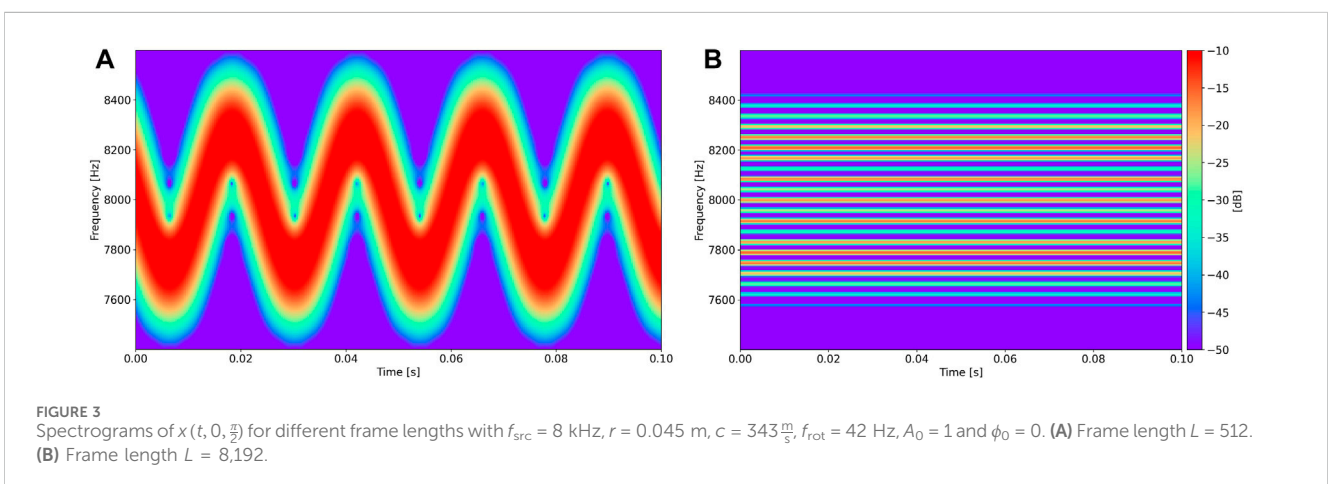 A
B
Frequency [Hz]
8400
8200
8000
7800
7600
0.00 0.02 0.04 0.06 0.08 0.10
Time [s]
Frequency [Hz]
8400
8200
8000
7800
7600
0.00 0.02 0.04 0.06 0.08 0.10
Time [s]
−10
−15
−20
−25
−30
−35
−40
−45
−50
[dB]
FIGURE 3
Spectrograms of x (t, 0, π/2) for different frame lengths with f_src = 8 kHz, r = 0.045 m, c = 343 m/s, f_rot = 42 Hz, A₀ = 1 and ϕ₀ = 0. (A) Frame length L = 512.
(B) Frame length L = 8,192.